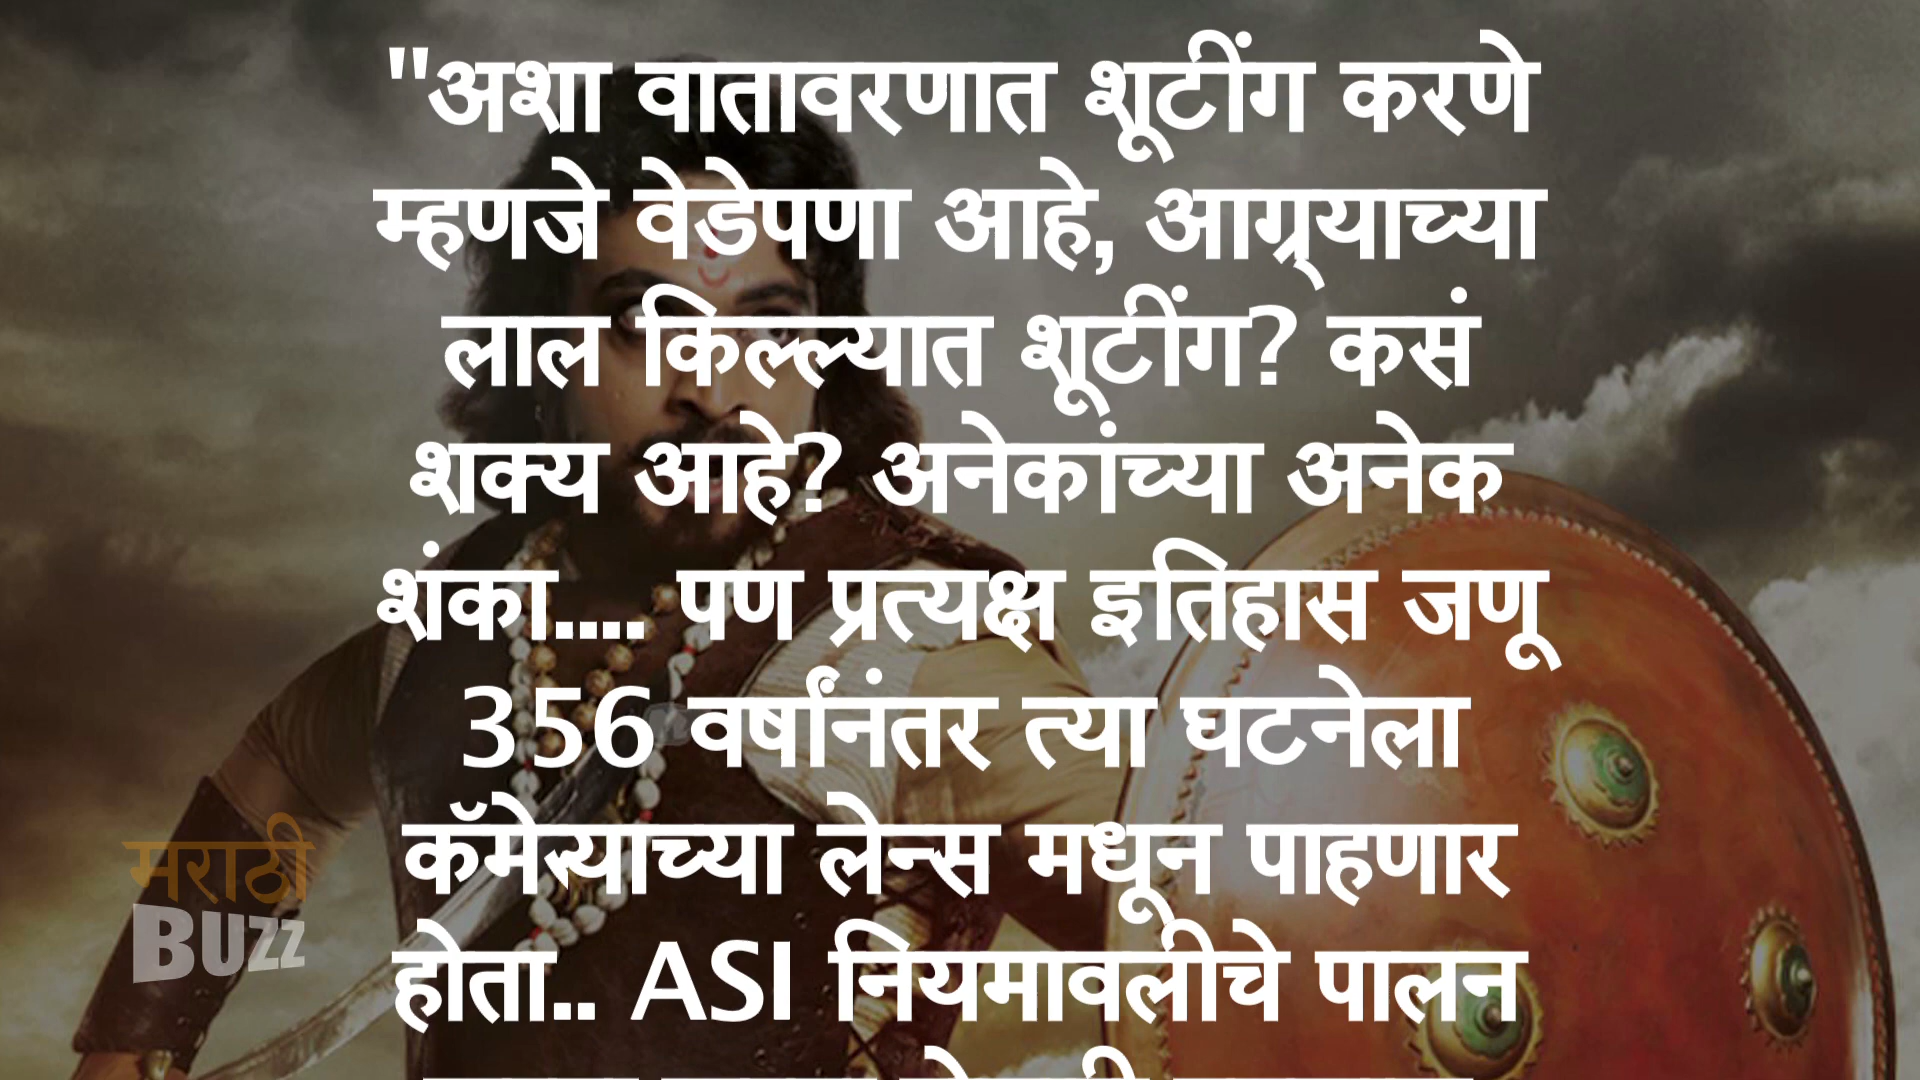 "अशा वातावरणात शूटींग करणे
म्हणजे वेडेपणा आहे, आग्र्याच्या
लाल किल्ल्यात शूटींग? कसं
शक्य आहे? अनेकांच्या अनेक
शंका.... पण प्रत्यक्ष इतिहास जणू
356 वर्षांनंतर त्या घटनेला
कॅमेऱ्याच्या लेन्स मधून पाहणार
होता.. ASI नियमावलीचे पालन
मराठी
BUZZ